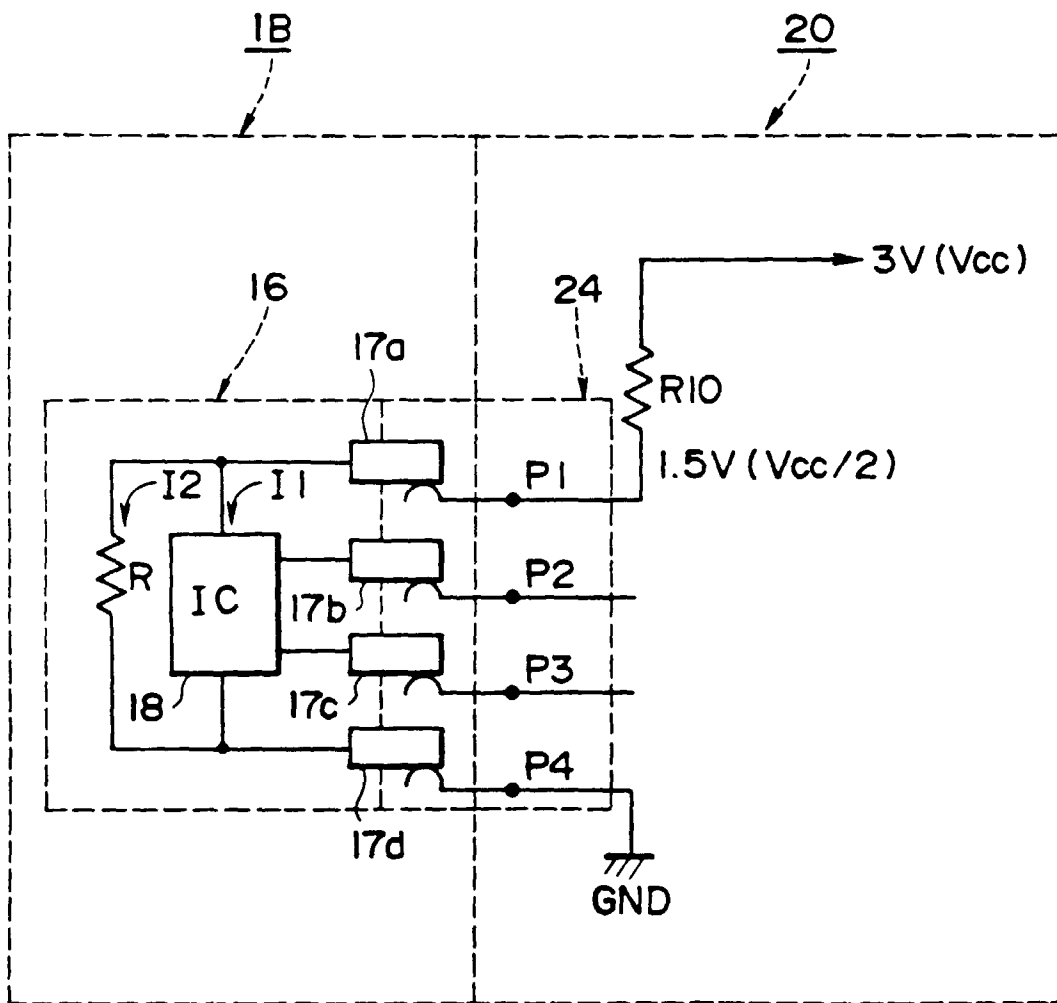 1B
20
3V (Vcc)
16
24
17a
R10
1.5V (Vcc/2)
I2
I1
P1
R
IC
17b
P2
18
17c
P3
17d
P4
GND